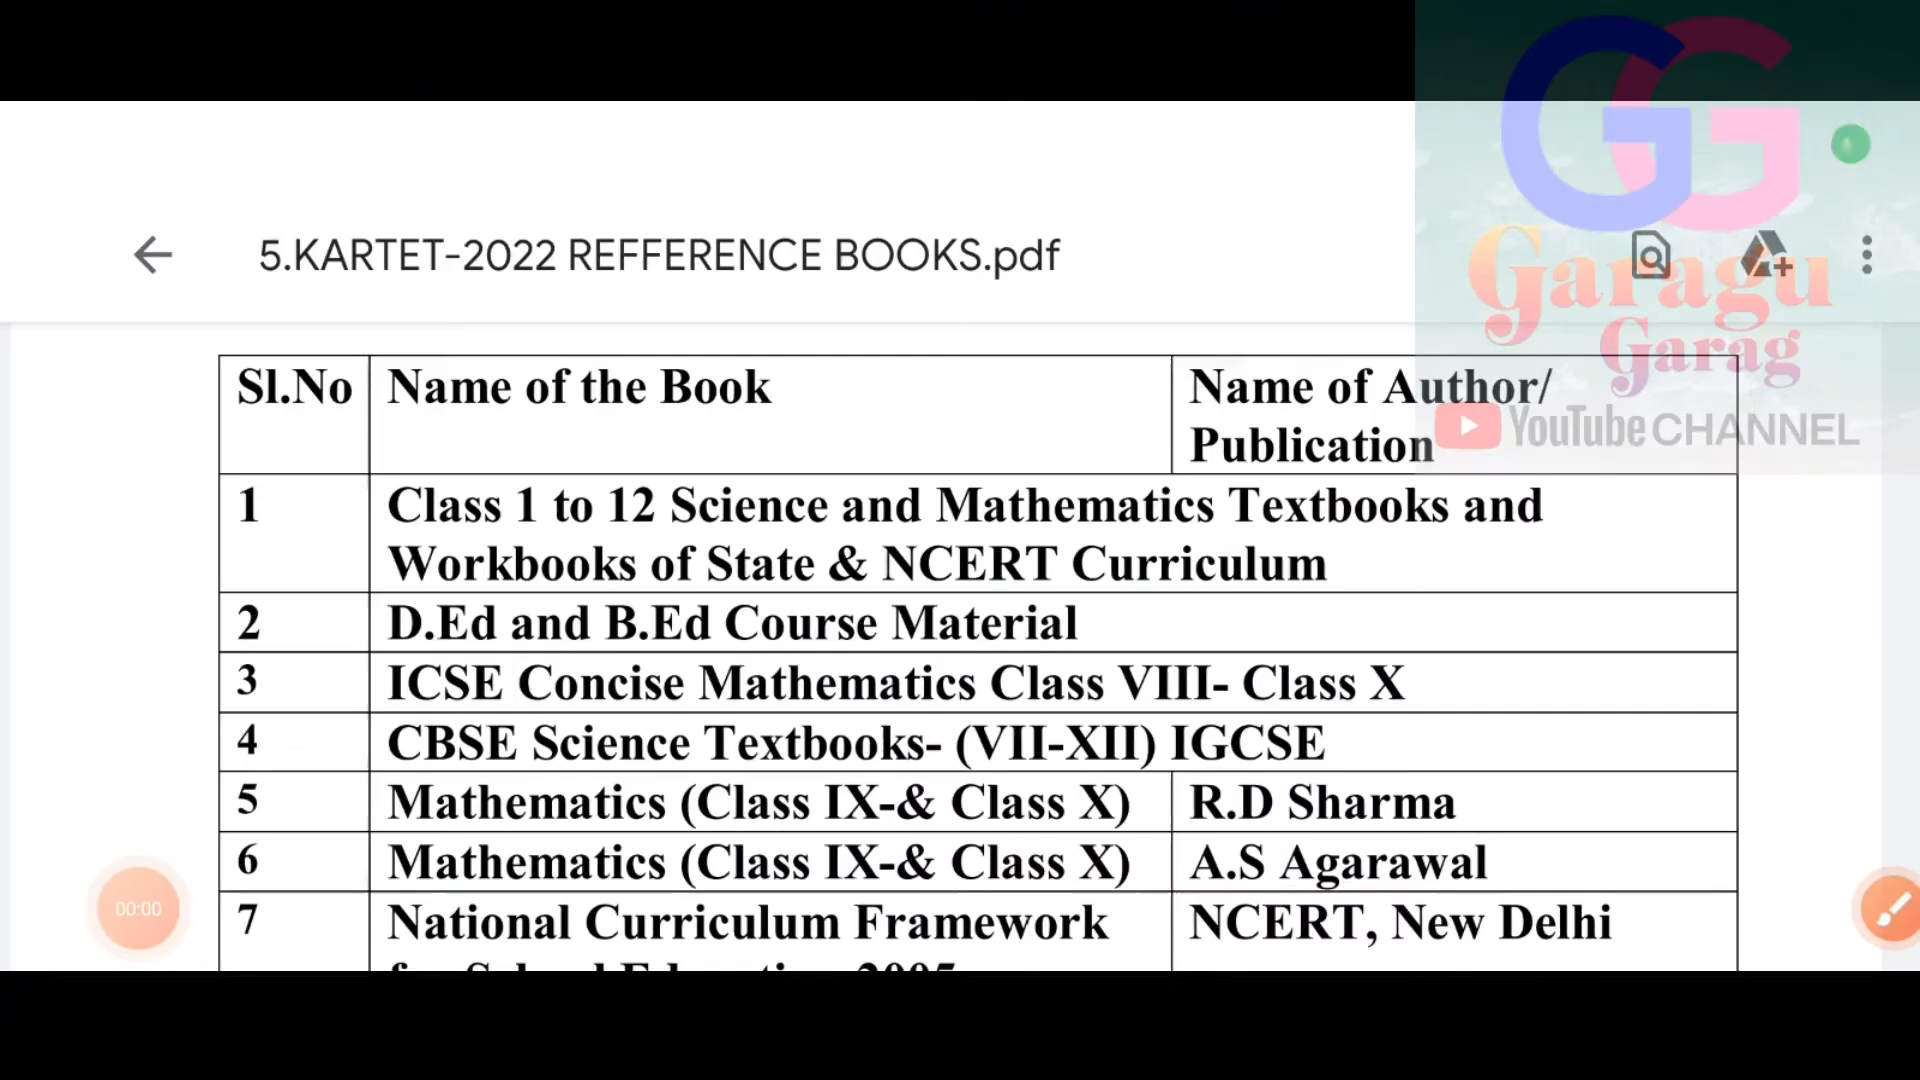 GG
5.KARTET-2022 REFFERENCE BOOKS.pdf
Garagu
Garag
YouTube CHANNEL
Sl.No Name of the Book Name of Author/
Publication
1 Class 1 to 12 Science and Mathematics Textbooks and
Workbooks of State & NCERT Curriculum
2 D.Ed and B.Ed Course Material
3 ICSE Concise Mathematics Class VIII- Class X
4 CBSE Science Textbooks- (VII-XII) IGCSE
5 Mathematics (Class IX-& Class X) R.D Sharma
6 Mathematics (Class IX-& Class X) A.S Agarawal
7 National Curriculum Framework NCERT, New Delhi
00:00